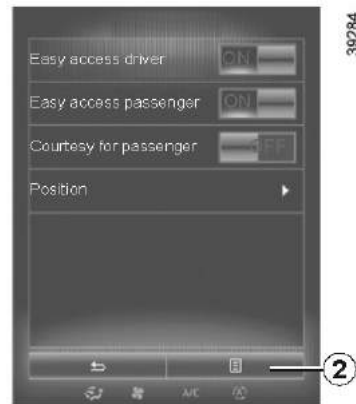 Easy access driver ON
Easy access passenger ON
Courtesy for passenger OFF
Position
2
A/C
39284